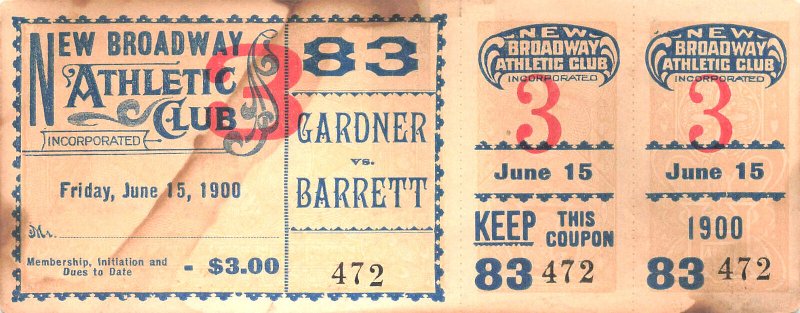 NEW BROADWAY
ATHLETIC
CLUB
INCORPORATED
3
Friday, June 15, 1900
Mr.
Membership, Initiation and
Dues to Date
- $3.00
83
GARDNER
vs.
BARRETT
472
NEW
BROADWAY
ATHLETIC CLUB
INCORPORATED
3
June 15
KEEP THIS
COUPON
83 472
NEW
BROADWAY
ATHLETIC CLUB
INCORPORATED
3
June 15
1900
83 472